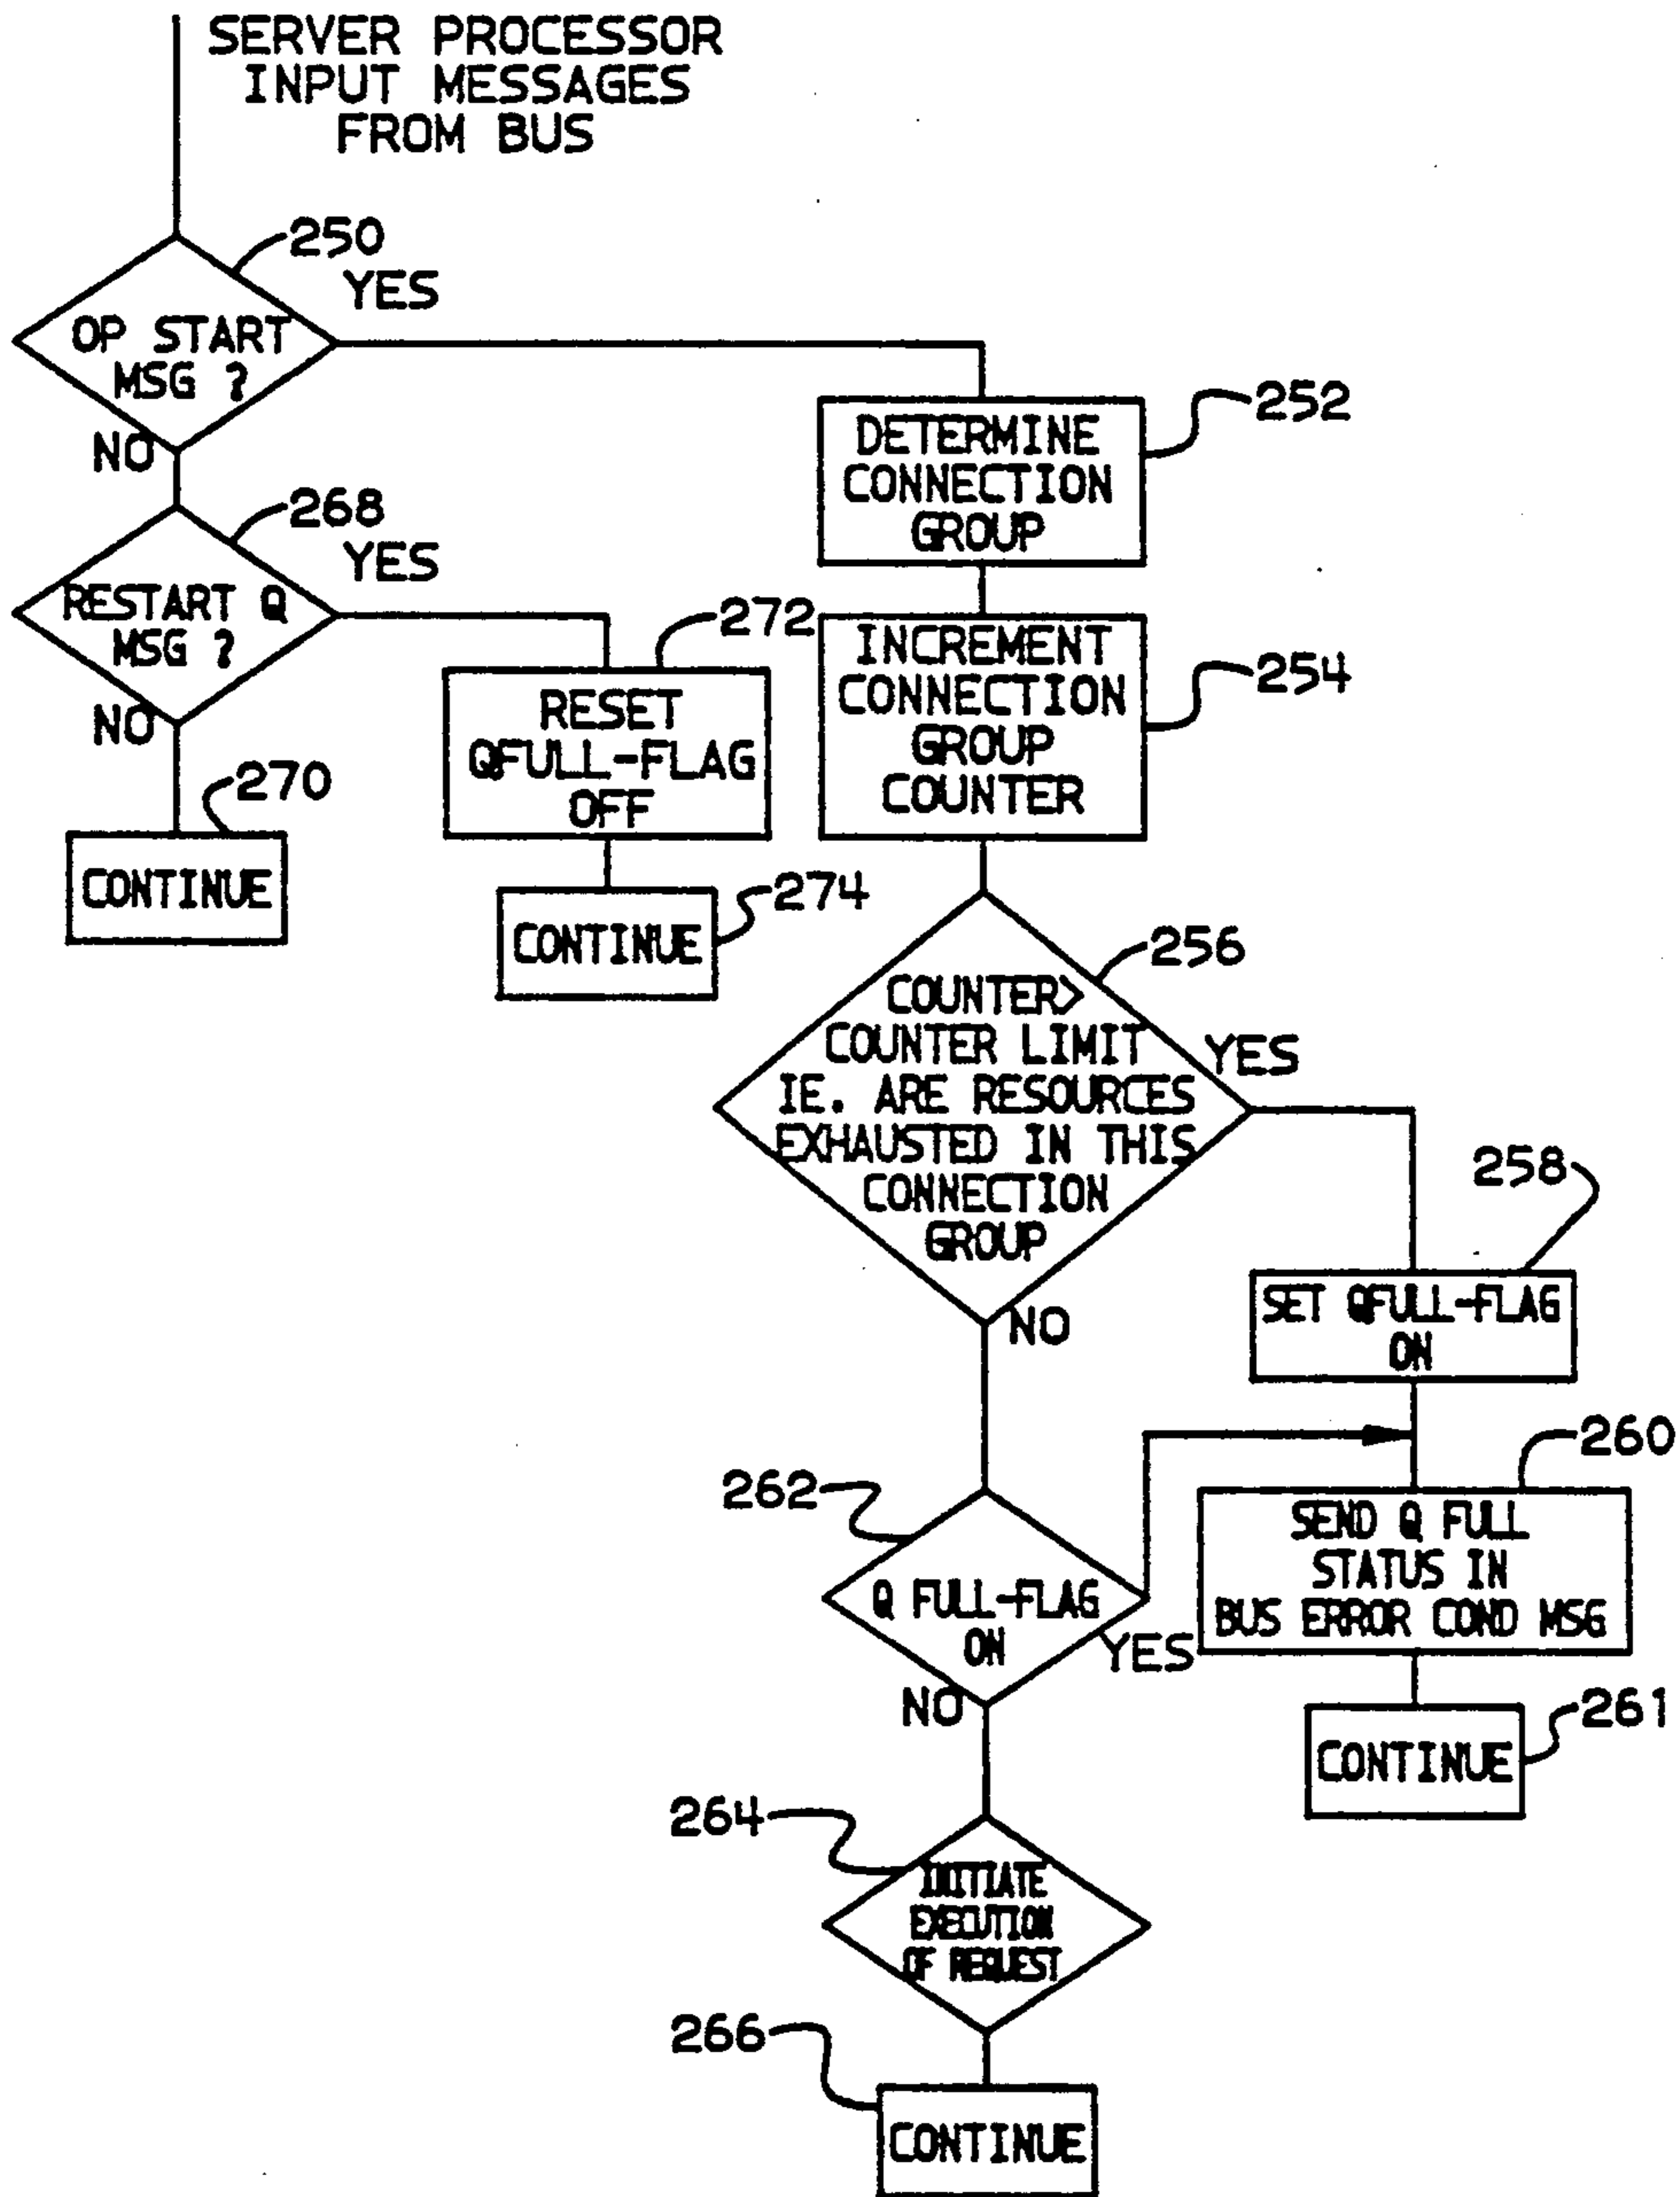 SERVER PROCESSOR
INPUT MESSAGES
FROM BUS
250
YES
OP START
MSG ?
NO
252
DETERMINE
CONNECTION
GROUP
268
YES
RESTART Q
MSG ?
NO
272
RESET
QFULL-FLAG
OFF
254
INCREMENT
CONNECTION
GROUP
COUNTER
270
CONTINUE
274
CONTINUE
256
COUNTER>
COUNTER LIMIT
IE. ARE RESOURCES
EXHAUSTED IN THIS
CONNECTION
GROUP
YES
NO
258
SET QFULL-FLAG
ON
262
Q FULL-FLAG
ON
YES
NO
260
SEND Q FULL
STATUS IN
BUS ERROR COND MSG
261
CONTINUE
264
INITIATE
EXECUTION
OF REQUEST
266
CONTINUE